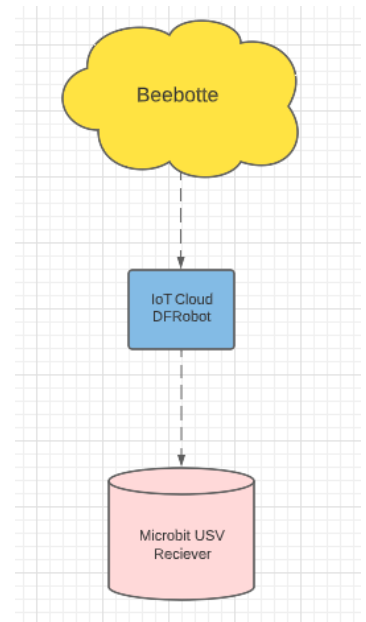 Beebotte
IoT Cloud
DFRobot
Microbit USV
Reciever